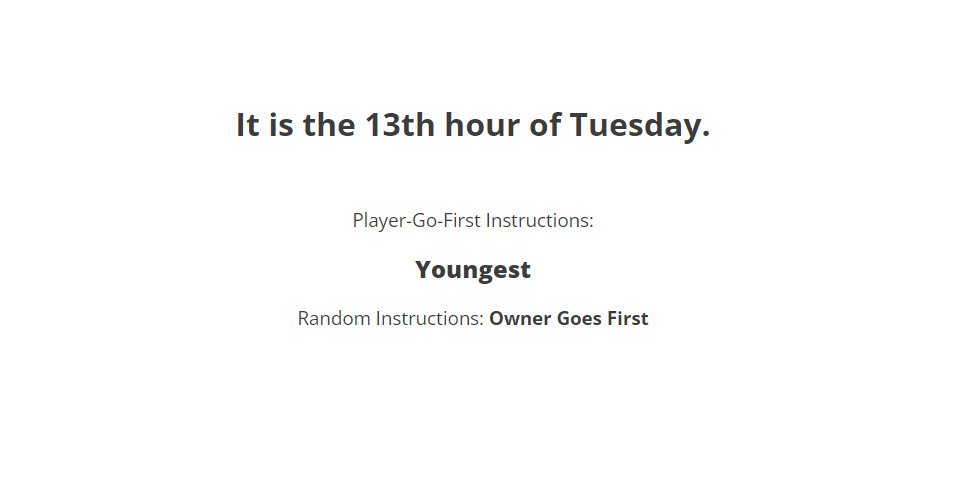 It is the 13th hour of Tuesday.
Player-Go-First Instructions:
Youngest
Random Instructions: Owner Goes First